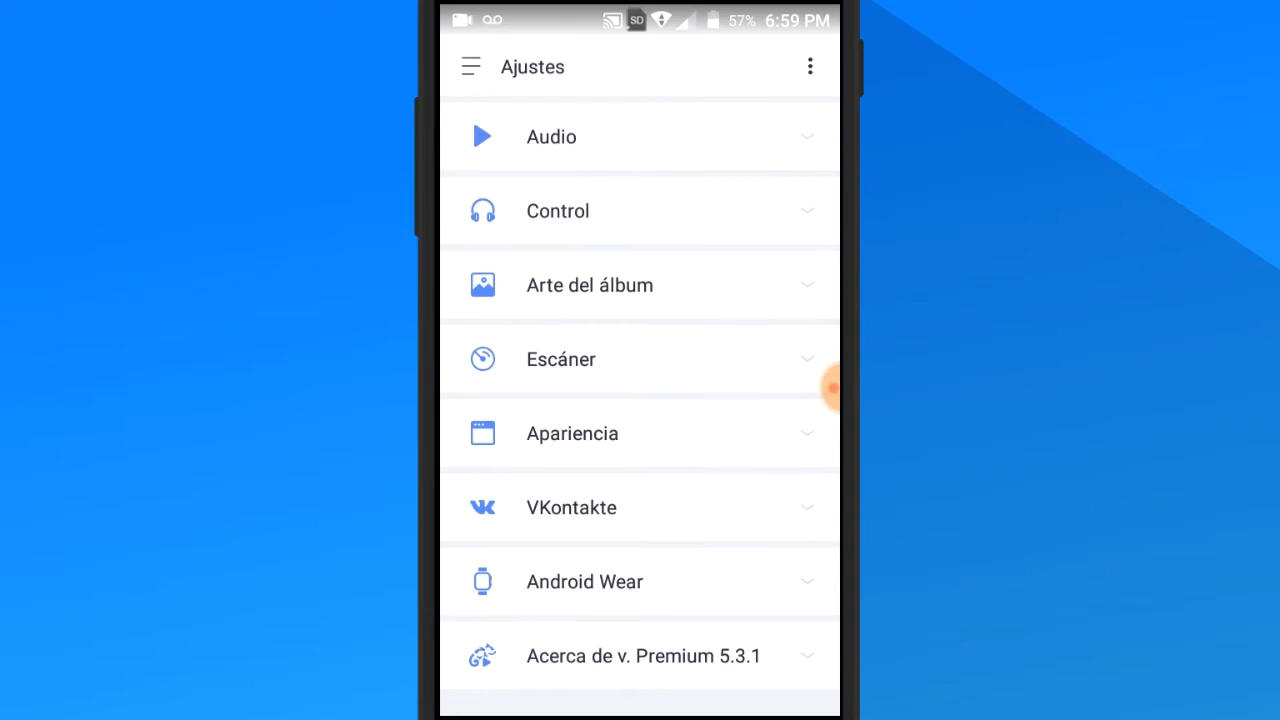 SD 57% 6:59 PM
Ajustes
Audio
Control
Arte del álbum
Escáner
Apariencia
VKontakte
Android Wear
Acerca de v. Premium 5.3.1